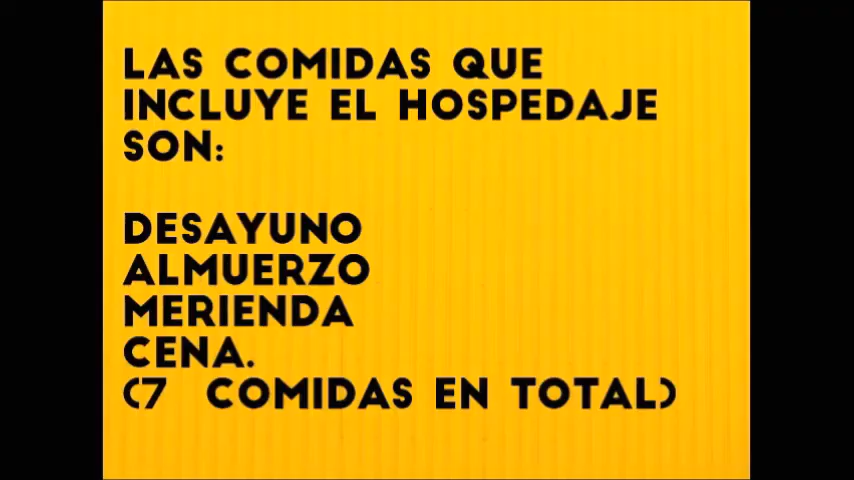 LAS COMIDAS QUE
INCLUYE EL HOSPEDAJE
SON:
DESAYUNO
ALMUERZO
MERIENDA
CENA.
(7 COMIDAS EN TOTAL)